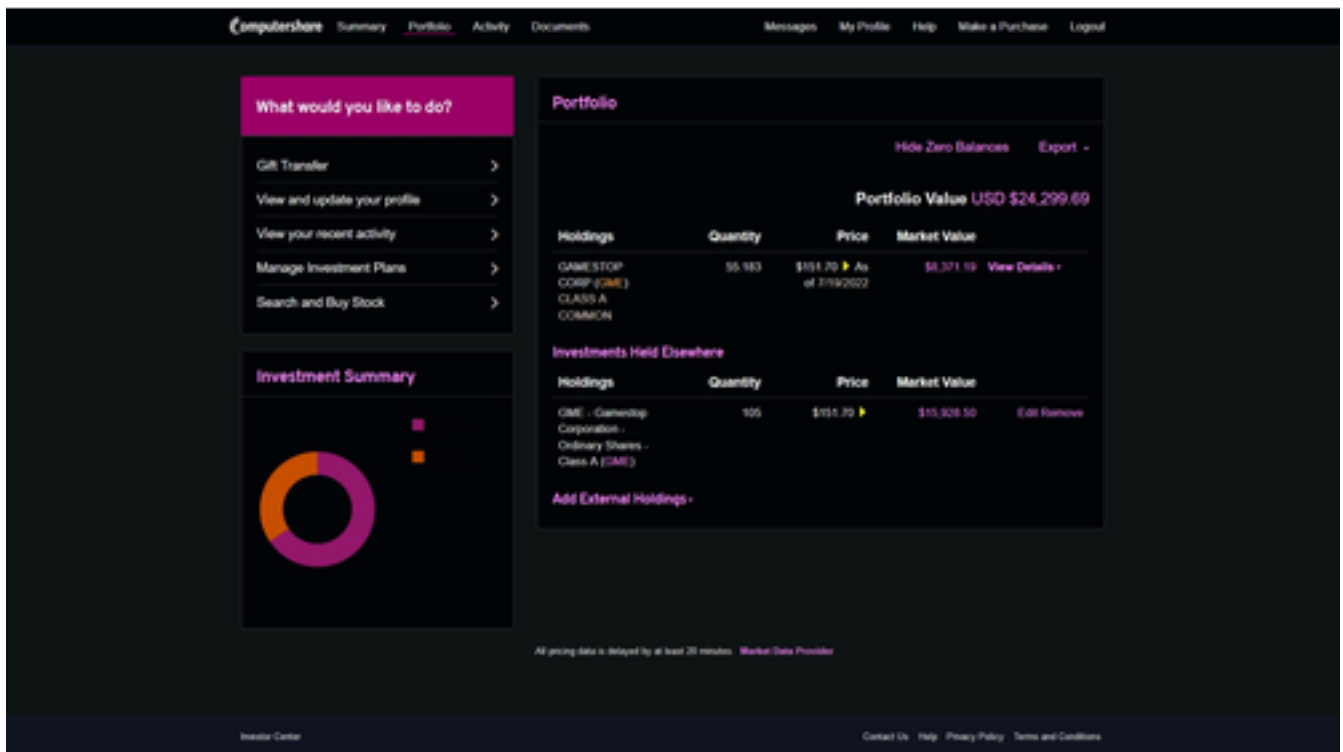 Computershare Summary Portfolio Activity Documents Messages My Profile Help Make a Purchase Logout
What would you like to do?
Gift Transfer
View and update your profile
View your recent activity
Manage Investment Plans
Search and Buy Stock
Investment Summary
Portfolio
Hide Zero Balances Export
Portfolio Value USD $24,299.69
Holdings Quantity Price Market Value
GAMESTOP 55.183 $151.70 As $8,371.19 View Details
CORP (GME) of 7/19/2022
CLASS A
COMMON
Investments Held Elsewhere
Holdings Quantity Price Market Value
GME - Gamestop 105 $151.70 $15,928.50 Edit Remove
Corporation -
Ordinary Shares -
Class A (GME)
Add External Holdings
All pricing data is delayed by at least 20 minutes. Market Data Provider
Investor Center Contact Us Help Privacy Policy Terms and Conditions